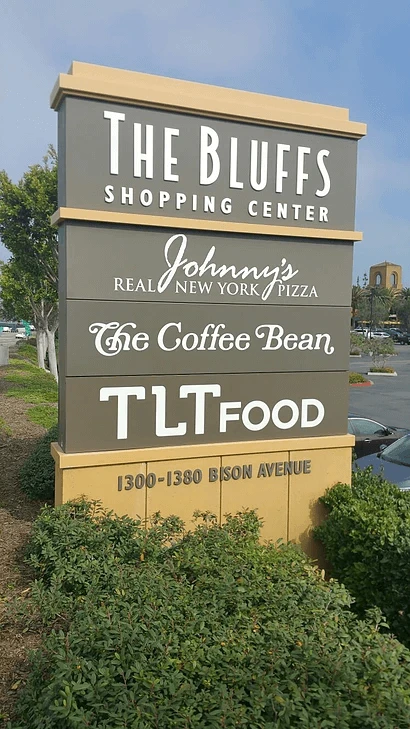 THE BLUFFS
SHOPPING CENTER
Johnny's
REAL NEW YORK PIZZA
The Coffee Bean
TLT FOOD
1300-1380 BISON AVENUE